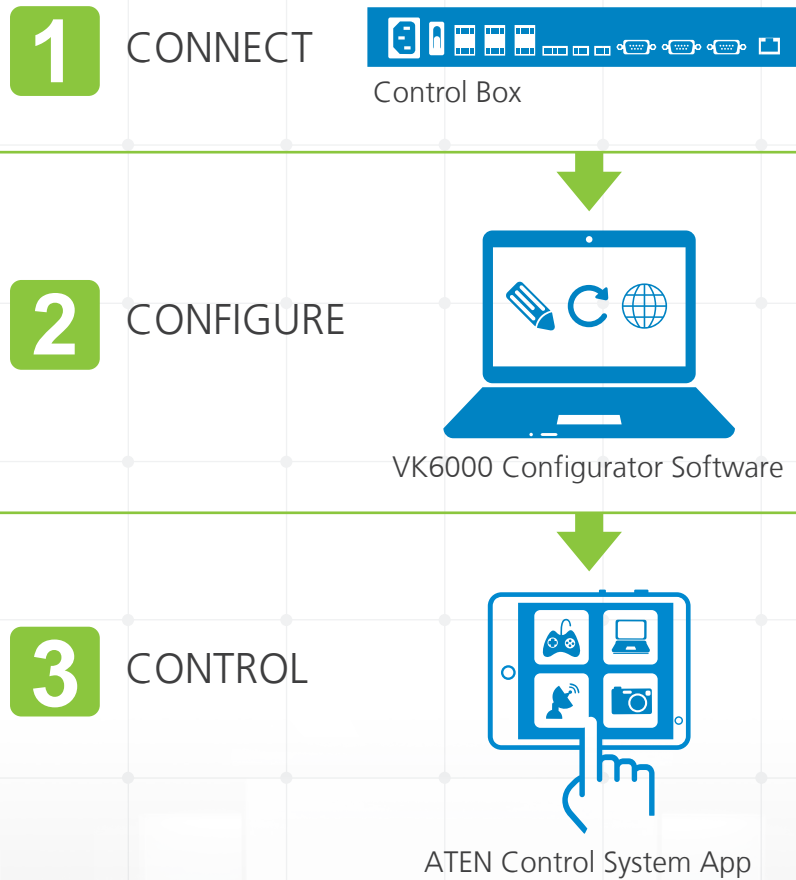 1 CONNECT
Control Box
2 CONFIGURE
VK6000 Configurator Software
3 CONTROL
ATEN Control System App